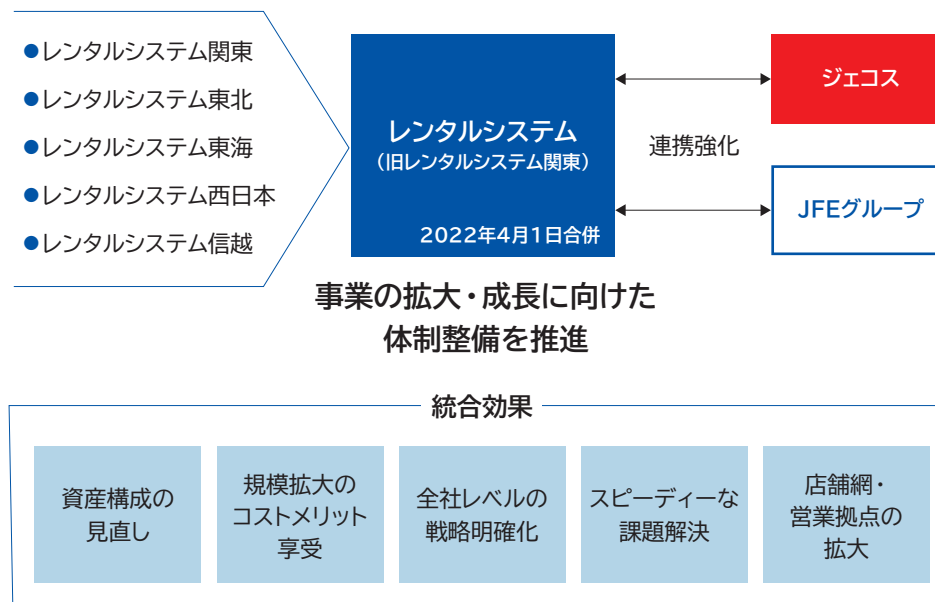 ●レンタルシステム関東
●レンタルシステム東北
●レンタルシステム東海
●レンタルシステム西日本
●レンタルシステム信越
レンタルシステム
(旧レンタルシステム関東)
2022年4月1日合併
連携強化
ジェコス
JFEグループ
事業の拡大・成長に向けた
体制整備を推進
統合効果
資産構成の
見直し
規模拡大の
コストメリット
享受
全社レベルの
戦略明確化
スピーディーな
課題解決
店舗網・
営業拠点の
拡大